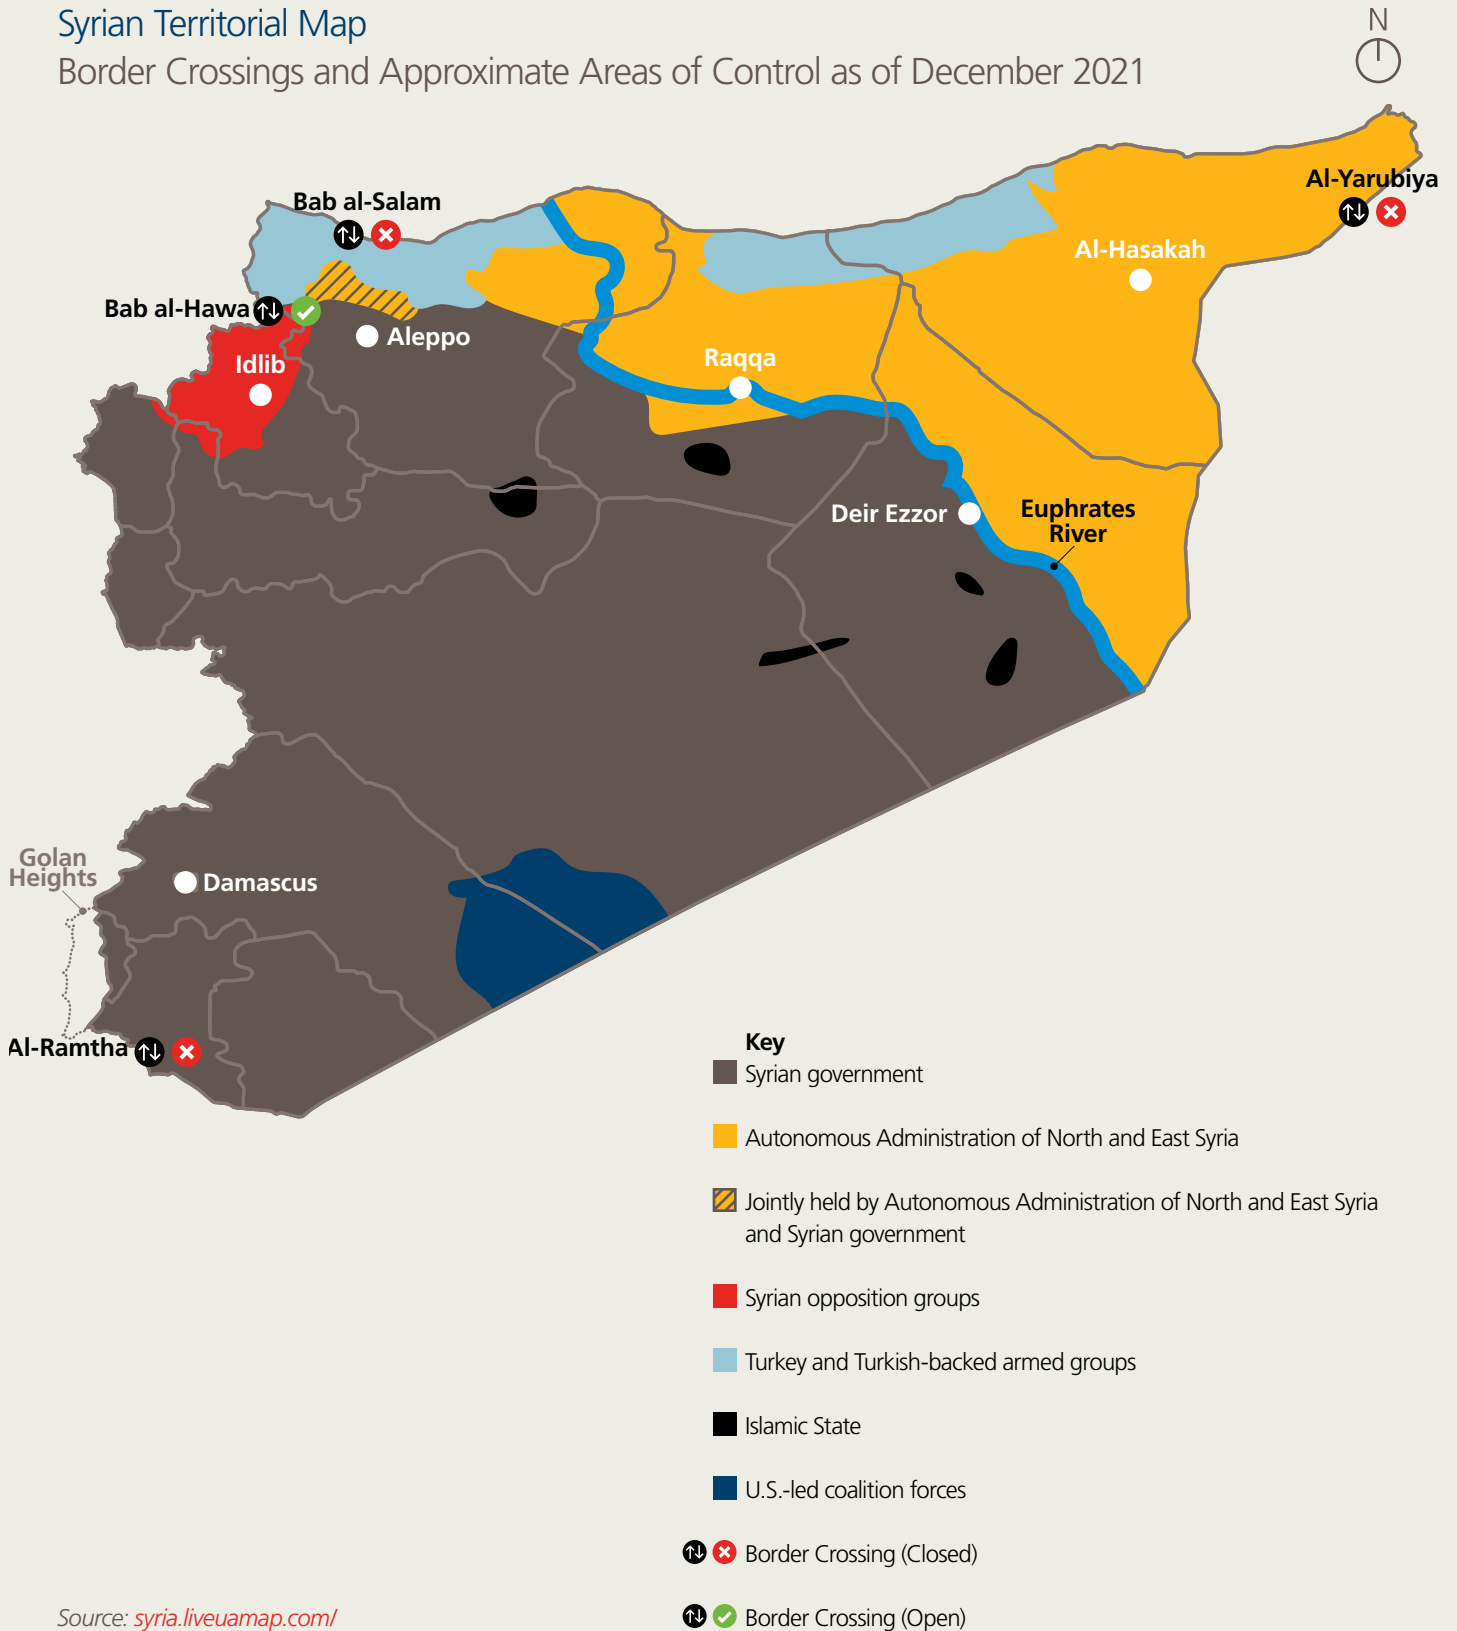 Syrian Territorial Map
Border Crossings and Approximate Areas of Control as of December 2021
N
Bab al-Salam
Al-Yarubiya
Al-Hasakah
Bab al-Hawa
Aleppo
Idlib
Raqqa
Deir Ezzor
Euphrates
River
Golan
Heights
Damascus
Al-Ramtha
Key
Syrian government
Autonomous Administration of North and East Syria
Jointly held by Autonomous Administration of North and East Syria
and Syrian government
Syrian opposition groups
Turkey and Turkish-backed armed groups
Islamic State
U.S.-led coalition forces
Border Crossing (Closed)
Border Crossing (Open)
Source: syria.liveuamap.com/